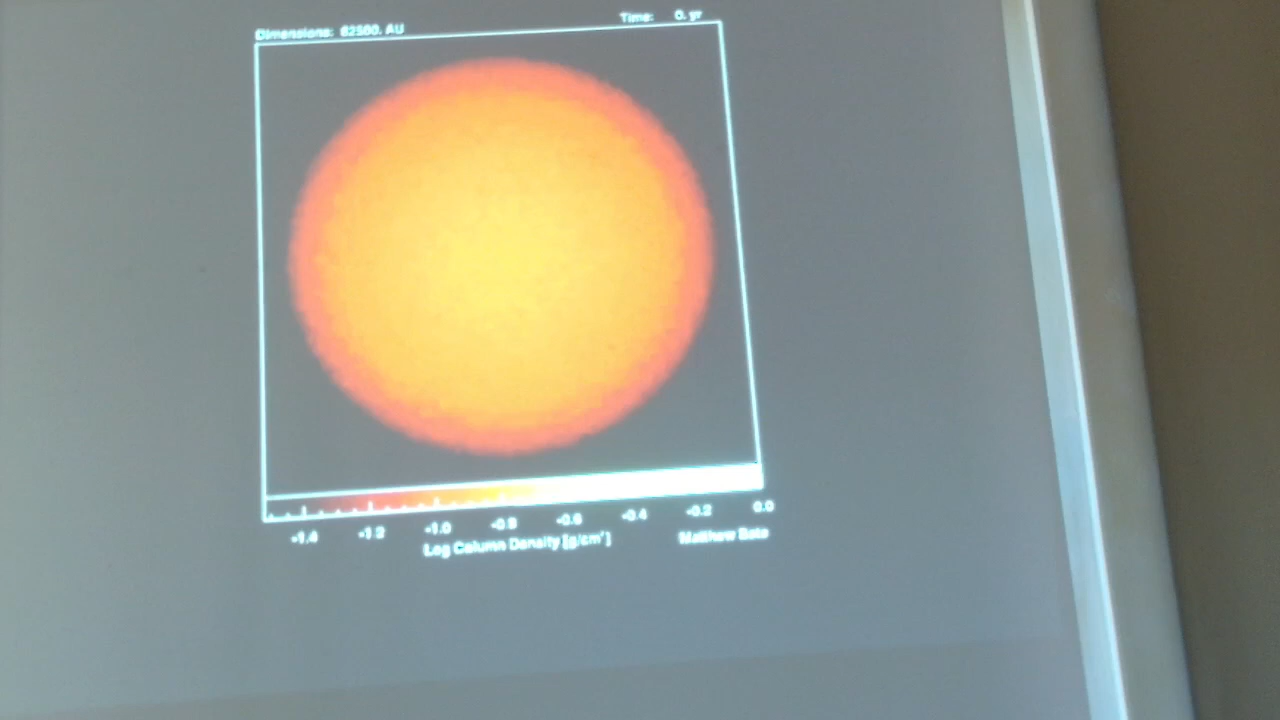 Dimensions: 82500. AU
Time: 0. yr
-1.4 -1.2 -1.0 -0.8 -0.6 -0.4 -0.2 0.0
Log Column Density [g/cm²]
Matthew Bate